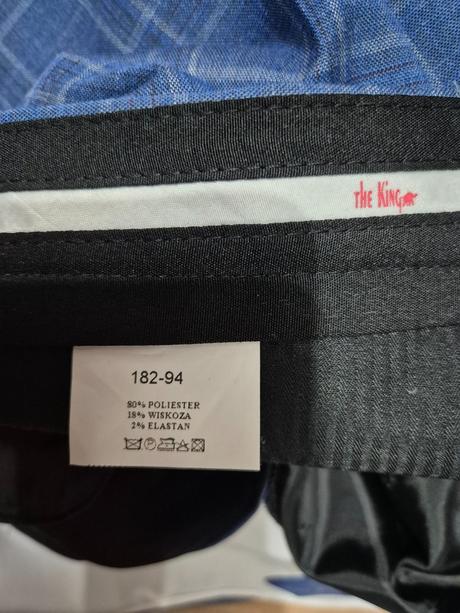 the King
182-94
80% POLIESTER
18% WISKOZA
2% ELASTAN